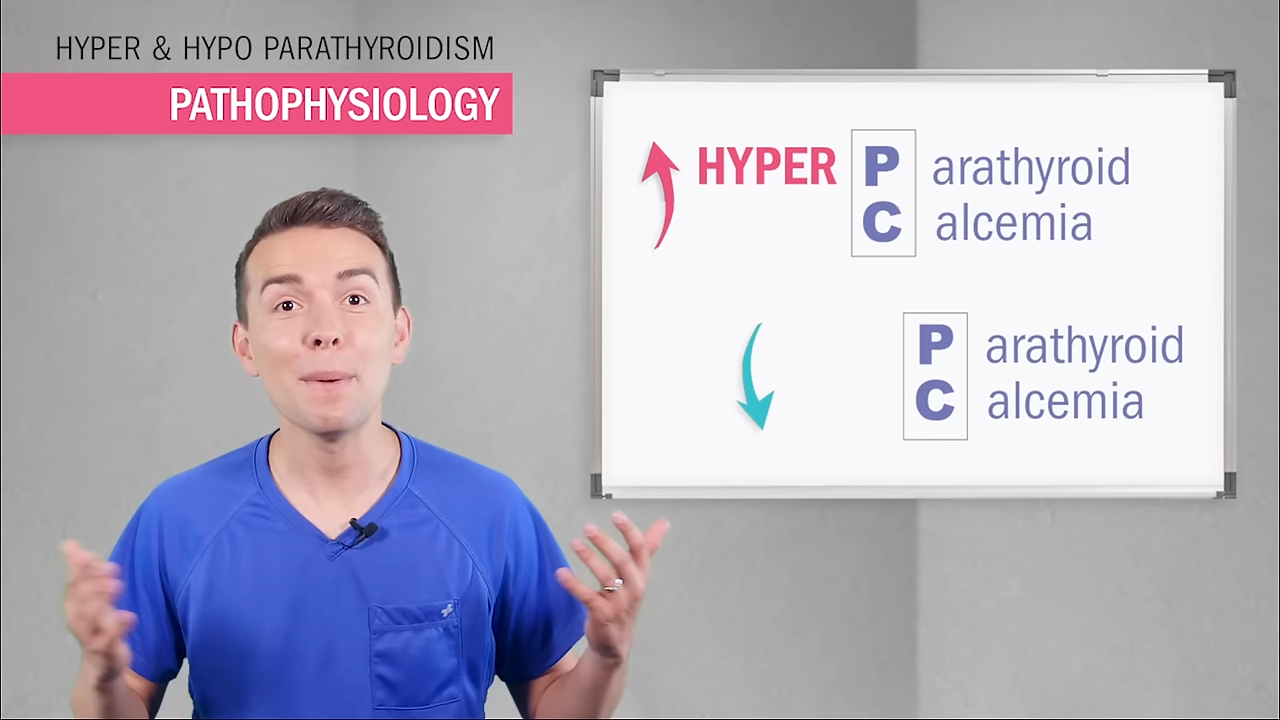 HYPER & HYPO PARATHYROIDISM
PATHOPHYSIOLOGY
HYPER P arathyroid
C alcemia
P arathyroid
C alcemia